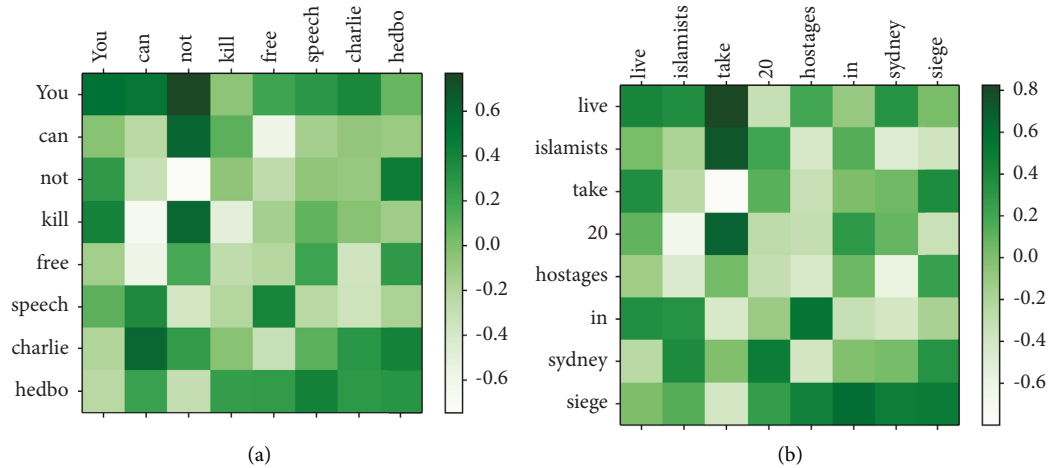 You can not kill free speech charlie hedbo
You
can
not
kill
free
speech
charlie
hedbo
0.6
0.4
0.2
0.0
-0.2
-0.4
-0.6
(a)
live islamists take 20 hostages in sydney siege
live
islamists
take
20
hostages
in
sydney
siege
0.8
0.6
0.4
0.2
0.0
-0.2
-0.4
-0.6
(b)